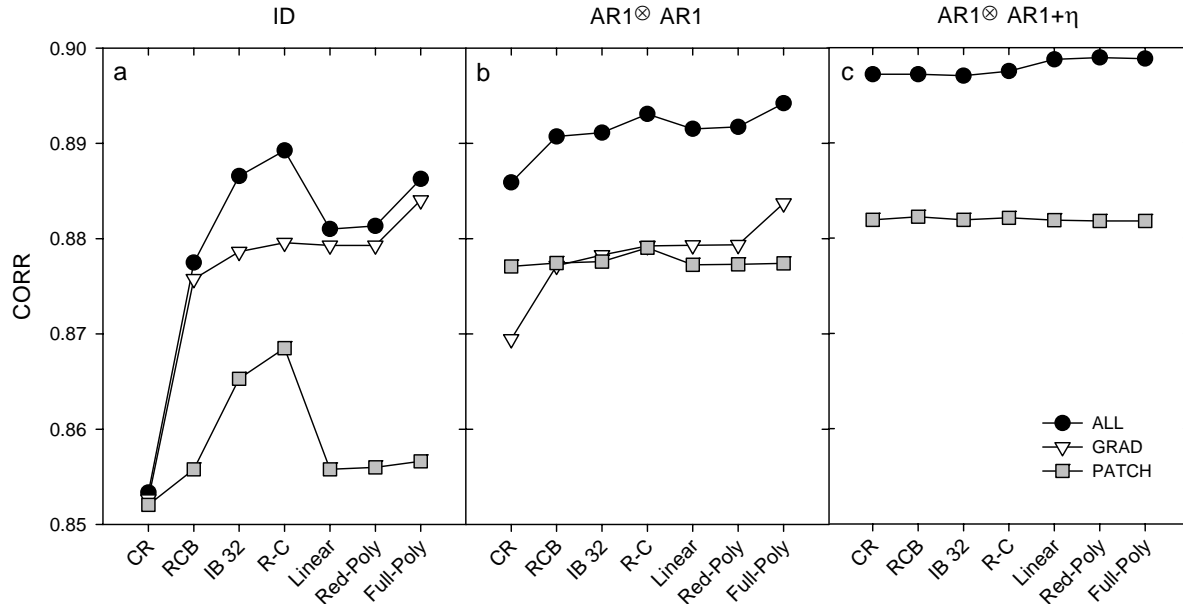 ID
AR1⊗ AR1
AR1⊗ AR1+η
a
b
c
CORR
0.90
0.89
0.88
0.87
0.86
0.85
ALL
GRAD
PATCH
CR
RCB
IB 32
R-C
Linear
Red-Poly
Full-Poly
CR
RCB
IB 32
R-C
Linear
Red-Poly
Full-Poly
CR
RCB
IB 32
R-C
Linear
Red-Poly
Full-Poly